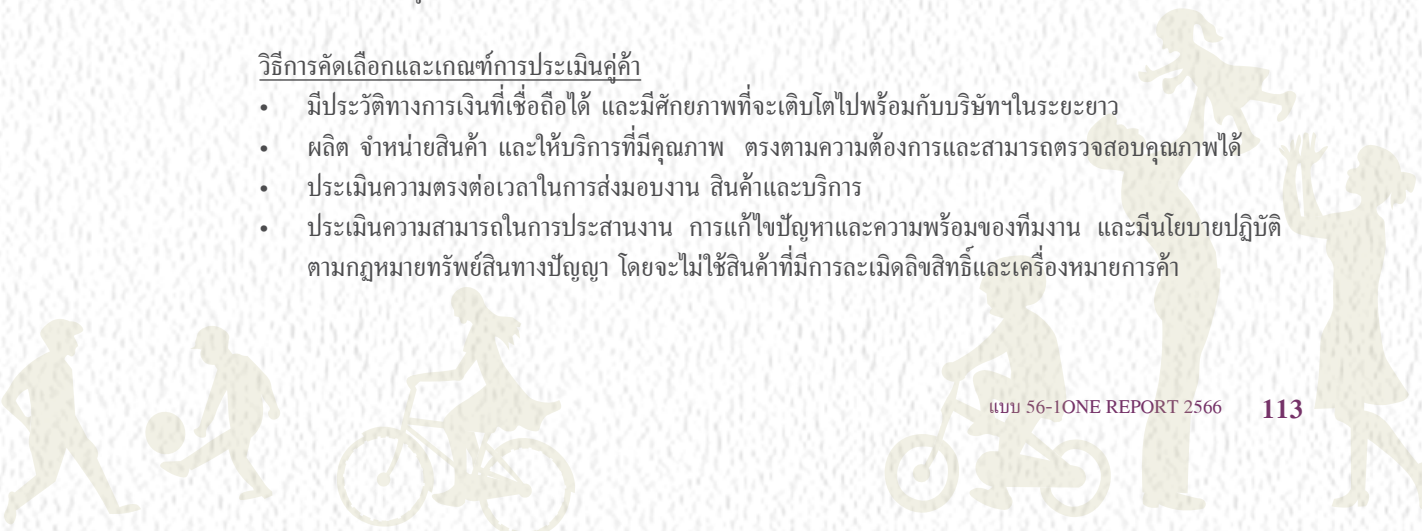 วิธีการคัดเลือกและเกณฑ์การประเมินคู่ค้า
• มีประวัติทางการเงินที่เชื่อถือได้ และมีศักยภาพที่จะเติบโตไปพร้อมกับบริษัทฯในระยะยาว
• ผลิต จำหน่ายสินค้า และให้บริการที่มีคุณภาพ ตรงตามความต้องการและสามารถตรวจสอบคุณภาพได้
• ประเมินความตรงต่อเวลาในการส่งมอบงาน สินค้าและบริการ
• ประเมินความสามารถในการประสานงาน การแก้ไขปัญหาและความพร้อมของทีมงาน และมีนโยบายปฏิบัติ
ตามกฎหมายทรัพย์สินทางปัญญา โดยจะไม่ใช้สินค้าที่มีการละเมิดลิขสิทธิ์และเครื่องหมายการค้า
แบบ 56-1ONE REPORT 2566 113